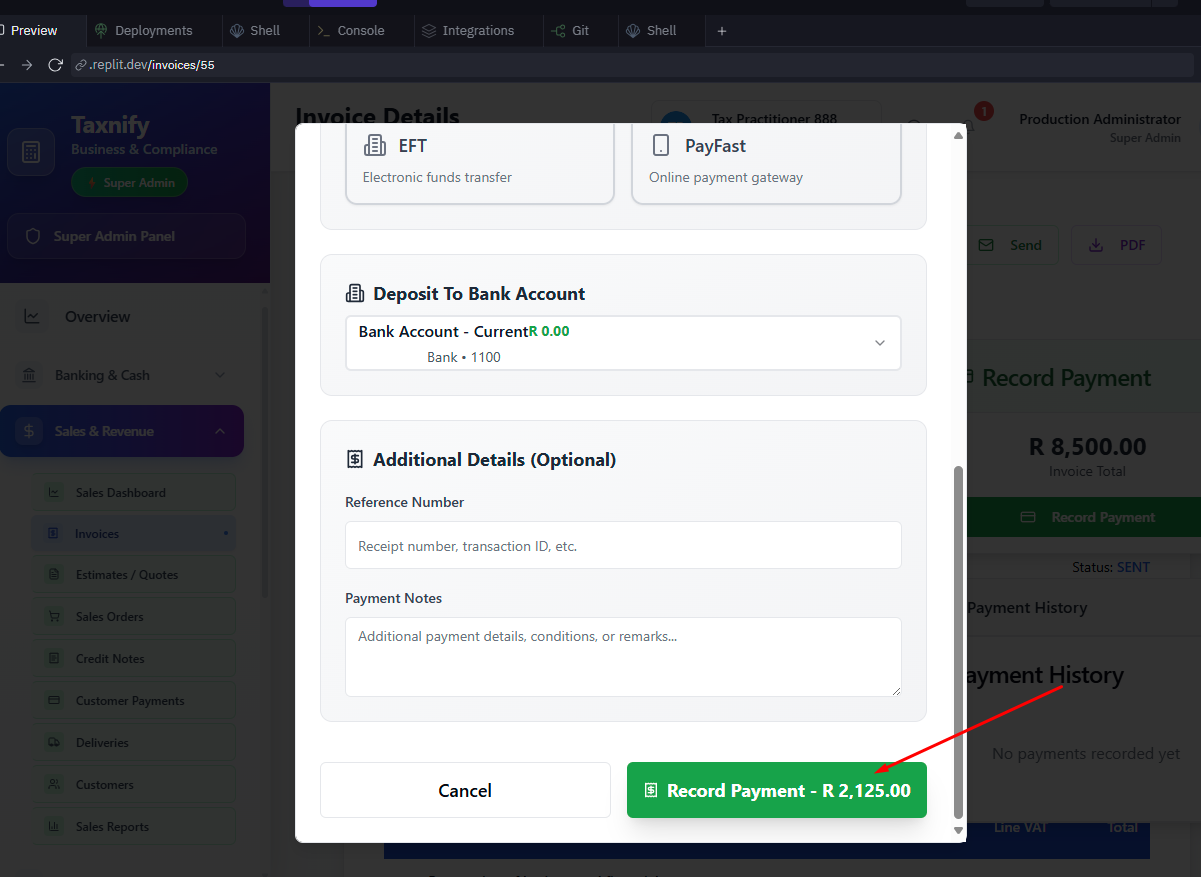 Preview
Deployments
Shell
Console
Integrations
Git
Shell
.replit.dev/invoices/55
Taxnify
Business & Compliance
Super Admin
Super Admin Panel
Overview
Banking & Cash
Sales & Revenue
Sales Dashboard
Invoices
Estimates / Quotes
Sales Orders
Credit Notes
Customer Payments
Deliveries
Customers
Sales Reports
Invoice Details
Tax Practitioner 888
1
Production Administrator
Super Admin
Send
PDF
EFT
Electronic funds transfer
PayFast
Online payment gateway
Deposit To Bank Account
Bank Account - CurrentR 0.00
Bank • 1100
Additional Details (Optional)
Reference Number
Receipt number, transaction ID, etc.
Payment Notes
Additional payment details, conditions, or remarks...
Cancel
Record Payment - R 2,125.00
Record Payment
R 8,500.00
Invoice Total
Record Payment
Status: SENT
Payment History
ayment History
No payments recorded yet
Line VAT
Total